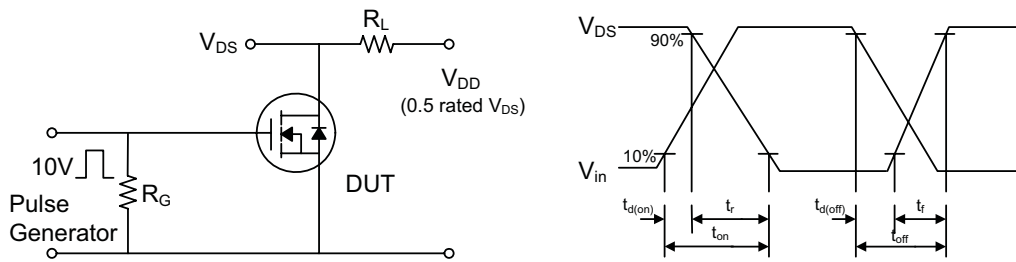 V_DS
R_L
V_DD
(0.5 rated V_DS)
10V
R_G
DUT
Pulse
Generator
V_DS
90%
V_in
10%
t_d(on)
t_r
t_on
t_d(off)
t_f
t_off